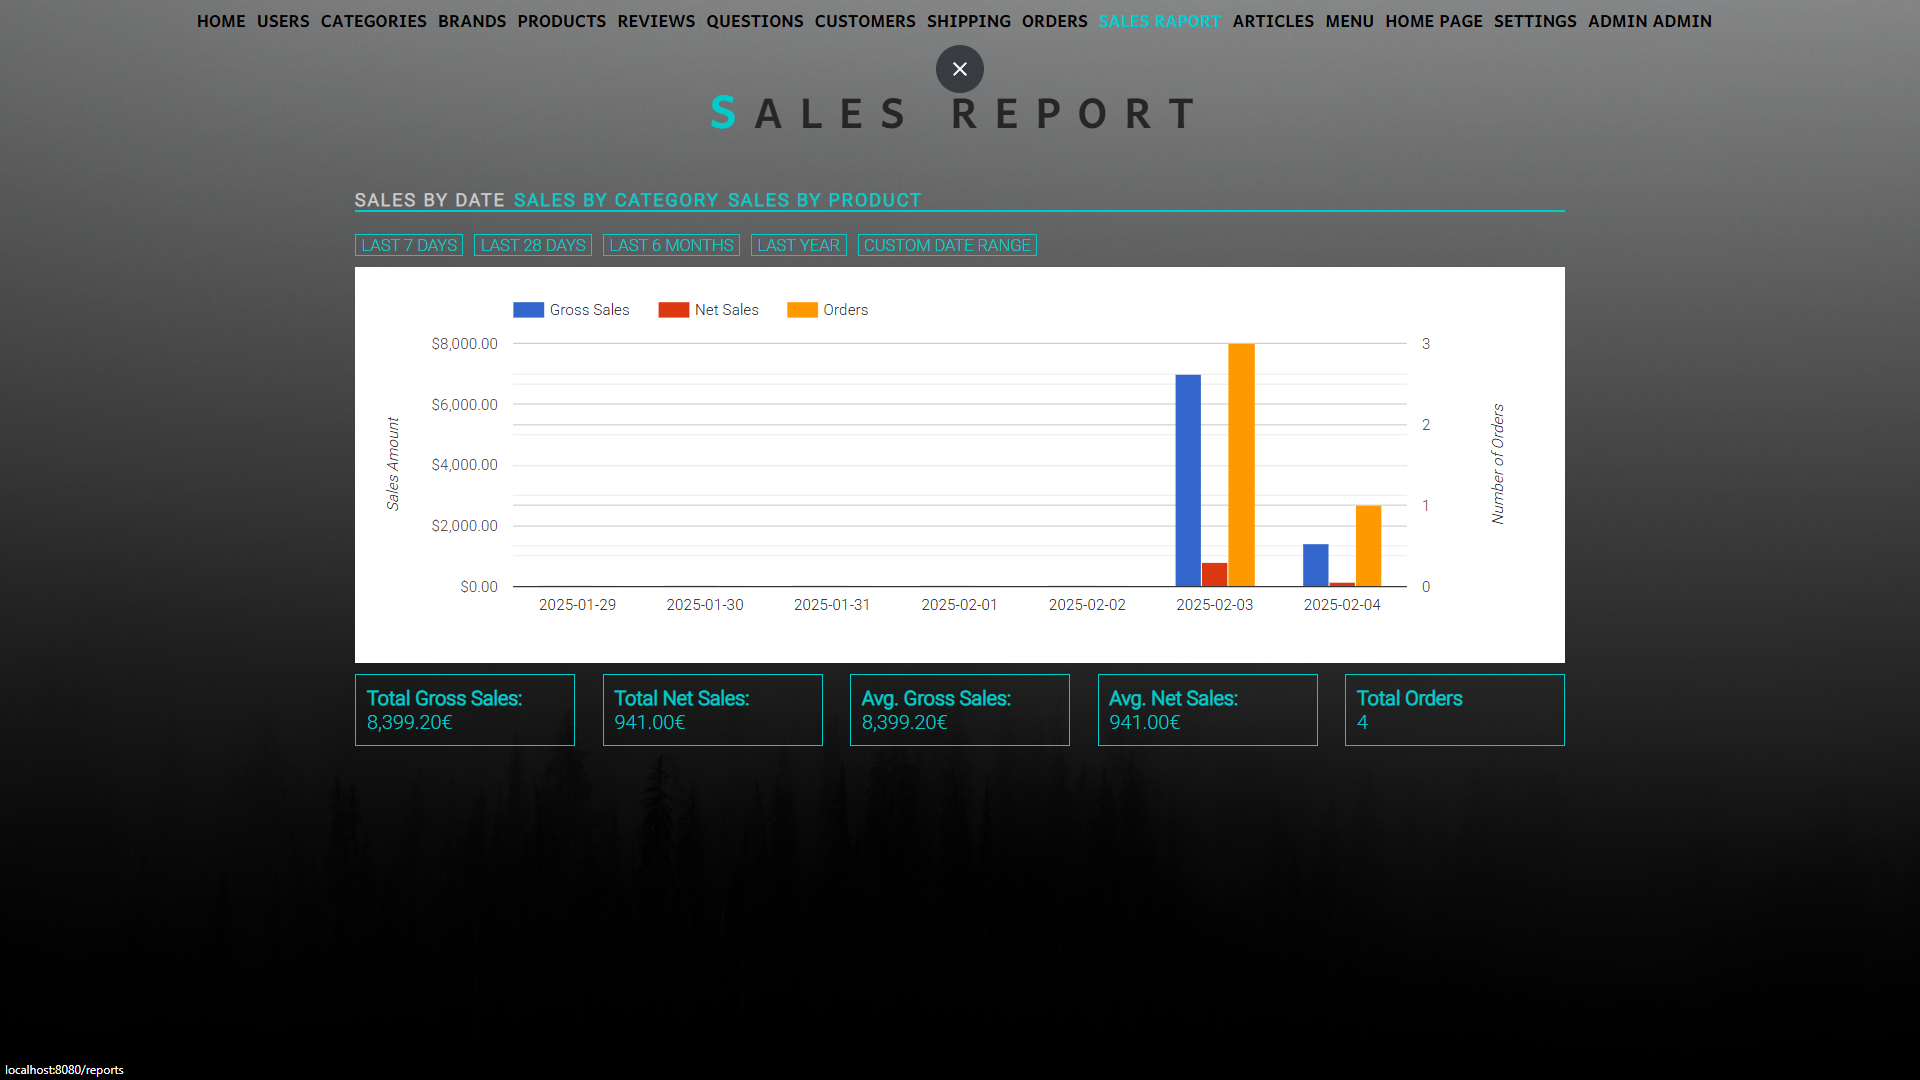 HOME USERS CATEGORIES BRANDS PRODUCTS REVIEWS QUESTIONS CUSTOMERS SHIPPING ORDERS SALES RAPORT ARTICLES MENU HOME PAGE SETTINGS ADMIN ADMIN
SALES REPORT
SALES BY DATE SALES BY CATEGORY SALES BY PRODUCT
LAST 7 DAYS LAST 28 DAYS LAST 6 MONTHS LAST YEAR CUSTOM DATE RANGE
Gross Sales Net Sales Orders
$8,000.00 3
$6,000.00
2
$4,000.00
1
$2,000.00
$0.00 0
Sales Amount
Number of Orders
2025-01-29 2025-01-30 2025-01-31 2025-02-01 2025-02-02 2025-02-03 2025-02-04
Total Gross Sales: Total Net Sales: Avg. Gross Sales: Avg. Net Sales: Total Orders
8,399.20€ 941.00€ 8,399.20€ 941.00€ 4
localhost:8080/reports